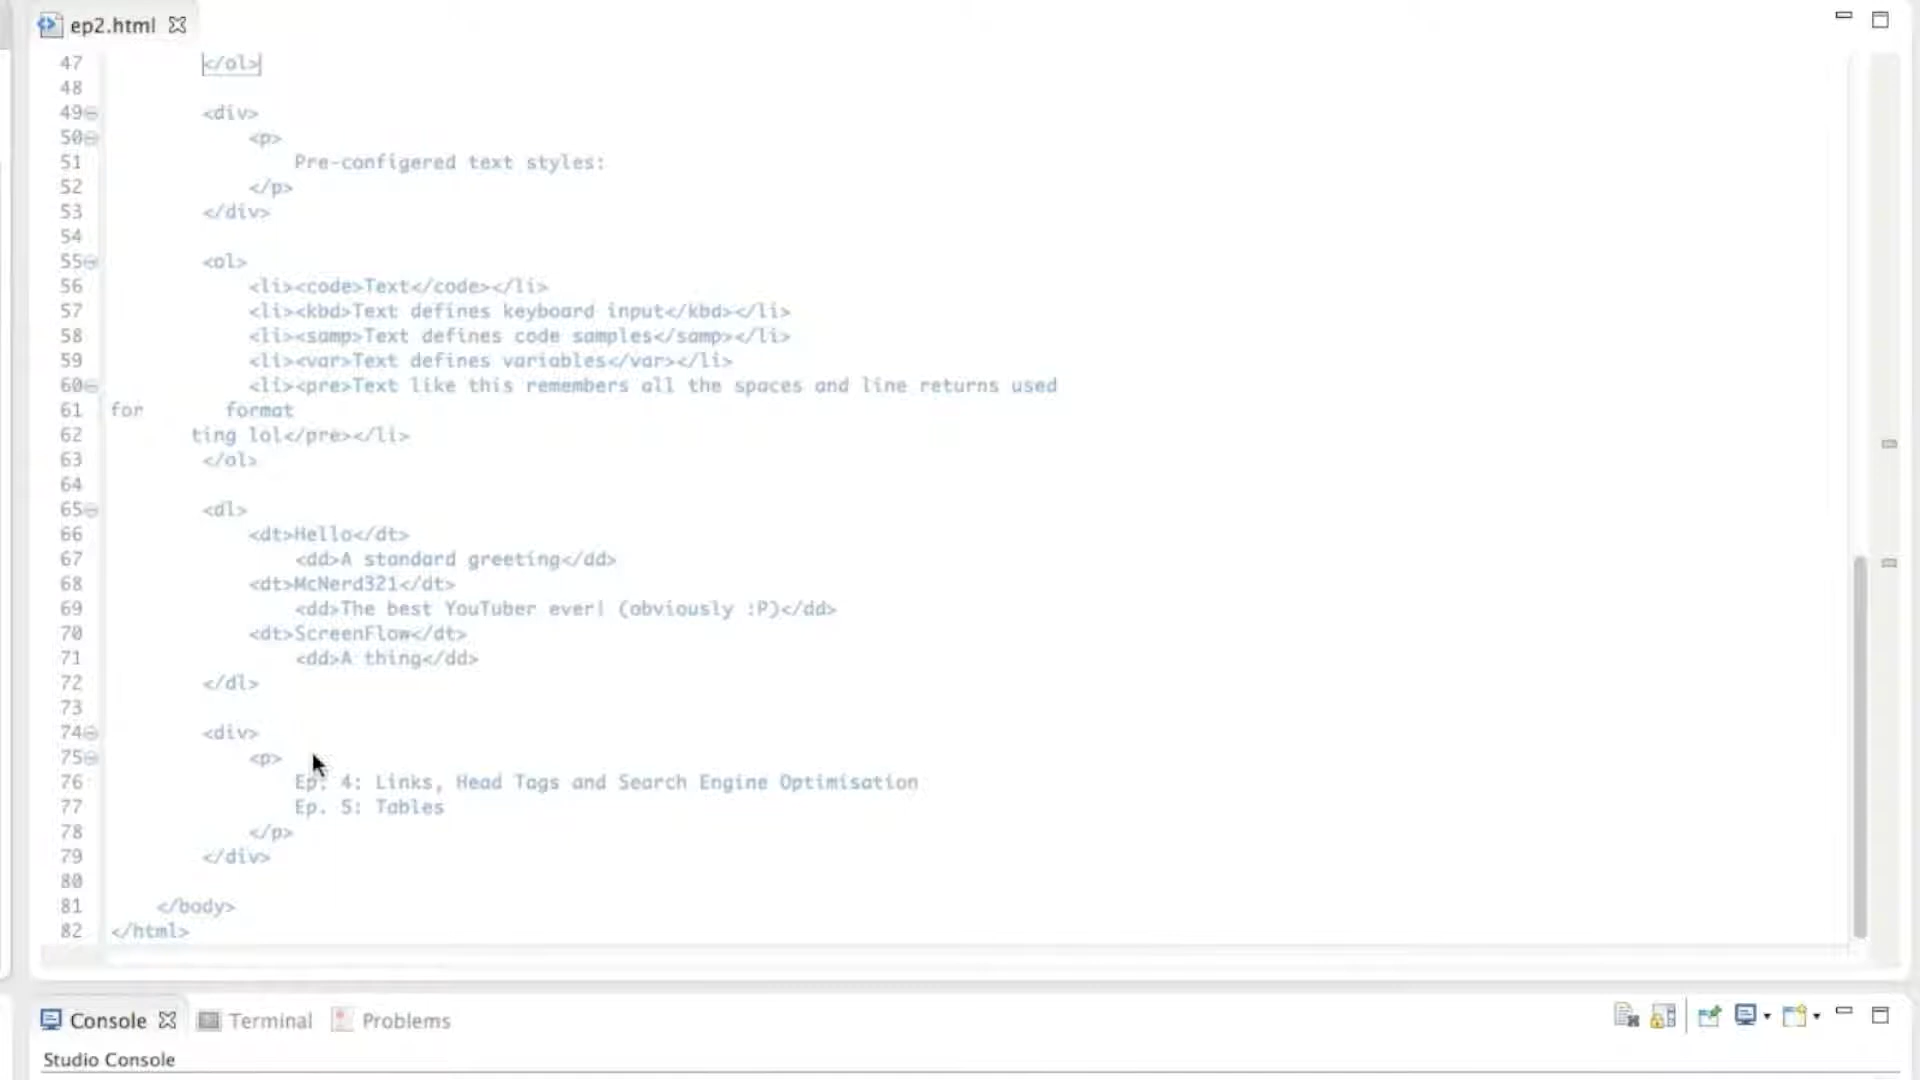 ep2.html
47 </ol>
48
49 <div>
50 <p>
51 Pre-configered text styles:
52 </p>
53 </div>
54
55 <ol>
56 <li><code>Text</code></li>
57 <li><kbd>Text defines keyboard input</kbd></li>
58 <li><samp>Text defines code samples</samp></li>
59 <li><var>Text defines variables</var></li>
60 <li><pre>Text like this remembers all the spaces and line returns used
61 for       format
62 ting lol</pre></li>
63 </ol>
64
65 <dl>
66 <dt>Hello</dt>
67 <dd>A standard greeting</dd>
68 <dt>McNerd321</dt>
69 <dd>The best YouTuber ever! (obviously :P)</dd>
70 <dt>ScreenFlow</dt>
71 <dd>A thing</dd>
72 </dl>
73
74 <div>
75 <p>
76 Ep. 4: Links, Head Tags and Search Engine Optimisation
77 Ep. 5: Tables
78 </p>
79 </div>
80
81 </body>
82 </html>
Console Terminal Problems
Studio Console